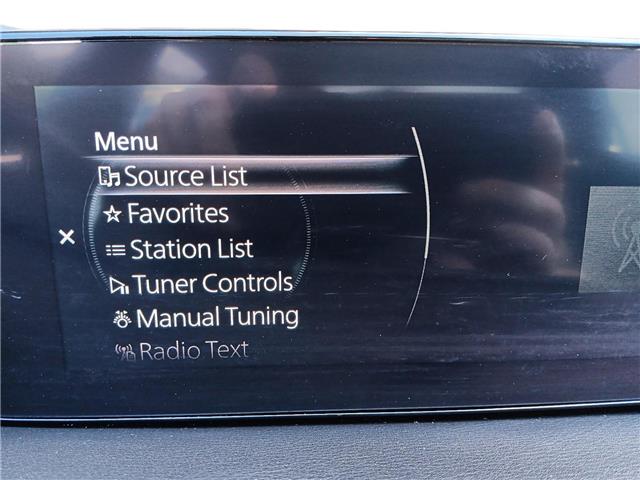 Menu
Source List
Favorites
Station List
Tuner Controls
Manual Tuning
Radio Text